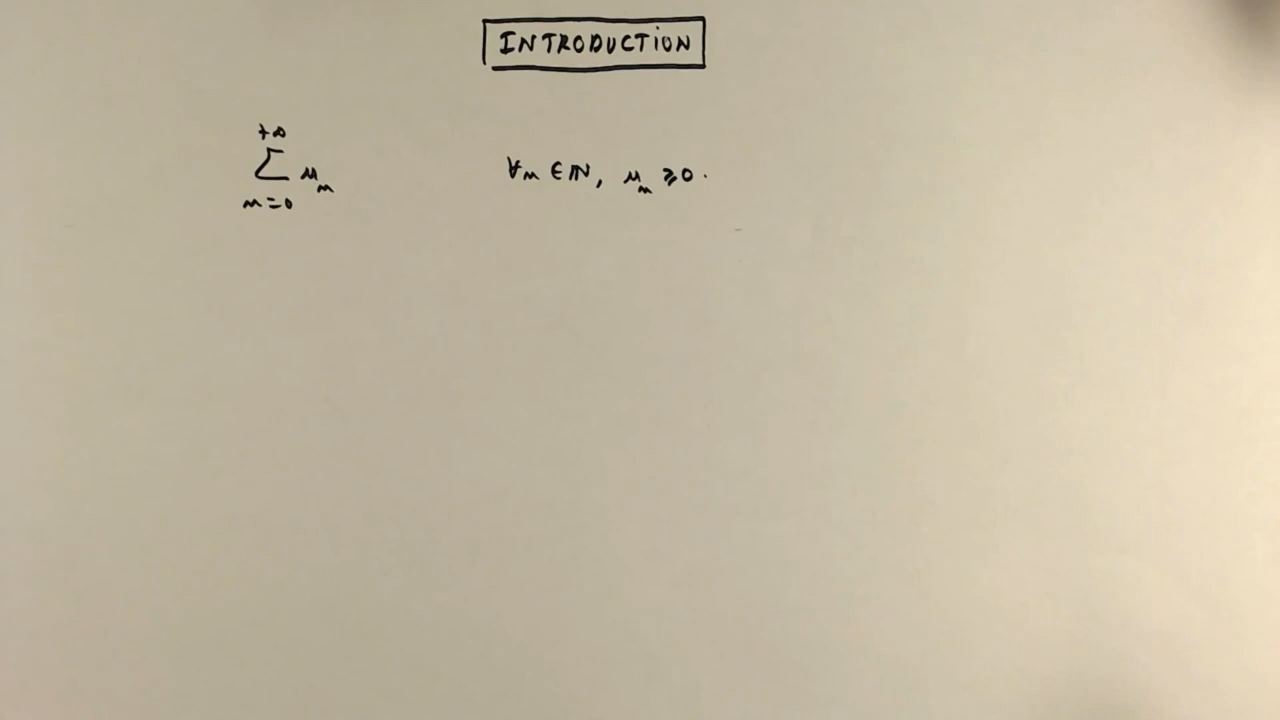 INTRODUCTION
+∞
∑ uₙ ∀n ∈ ℕ, uₙ ⩾ 0.
n=0